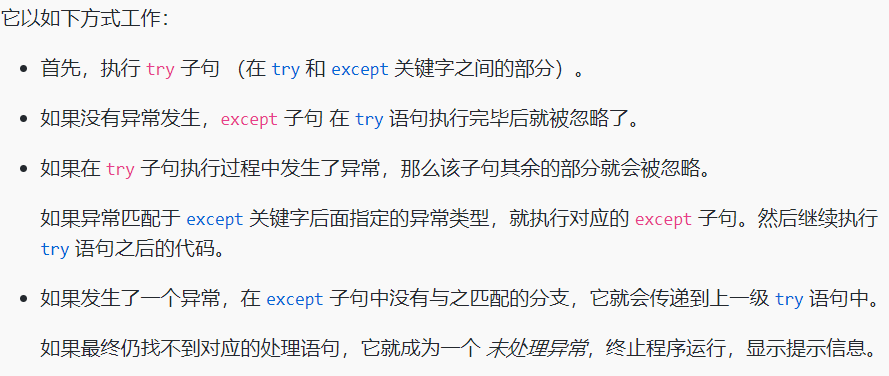 它以如下方式工作：
首先，执行 try 子句 （在 try 和 except 关键字之间的部分）。
如果没有异常发生，except 子句 在 try 语句执行完毕后就被忽略了。
如果在 try 子句执行过程中发生了异常，那么该子句其余的部分就会被忽略。
如果异常匹配于 except 关键字后面指定的异常类型，就执行对应的 except 子句。然后继续执行
try 语句之后的代码。
如果发生了一个异常，在 except 子句中没有与之匹配的分支，它就会传递到上一级 try 语句中。
如果最终仍找不到对应的处理语句，它就成为一个 未处理异常，终止程序运行，显示提示信息。